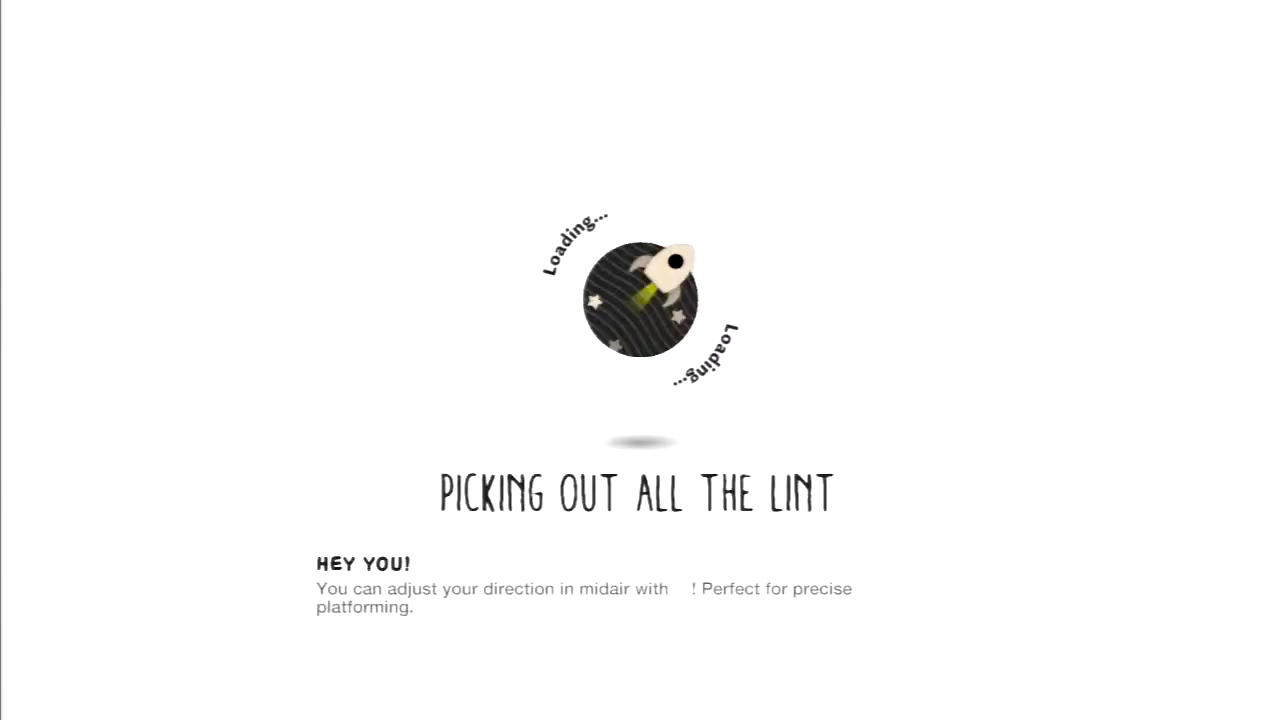 Loading...
Loading...
PICKING OUT ALL THE LINT
HEY YOU!
You can adjust your direction in midair with ! Perfect for precise
platforming.